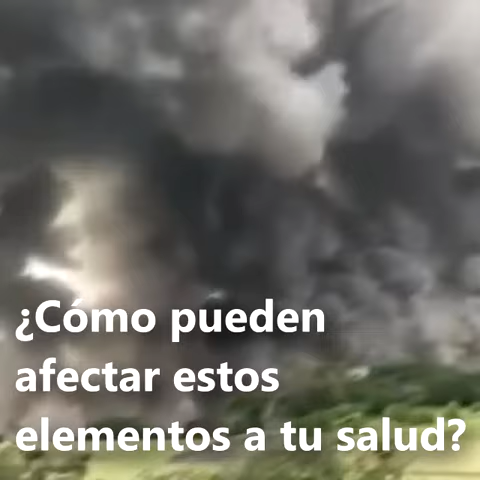 ¿Cómo pueden
afectar estos
elementos a tu salud?